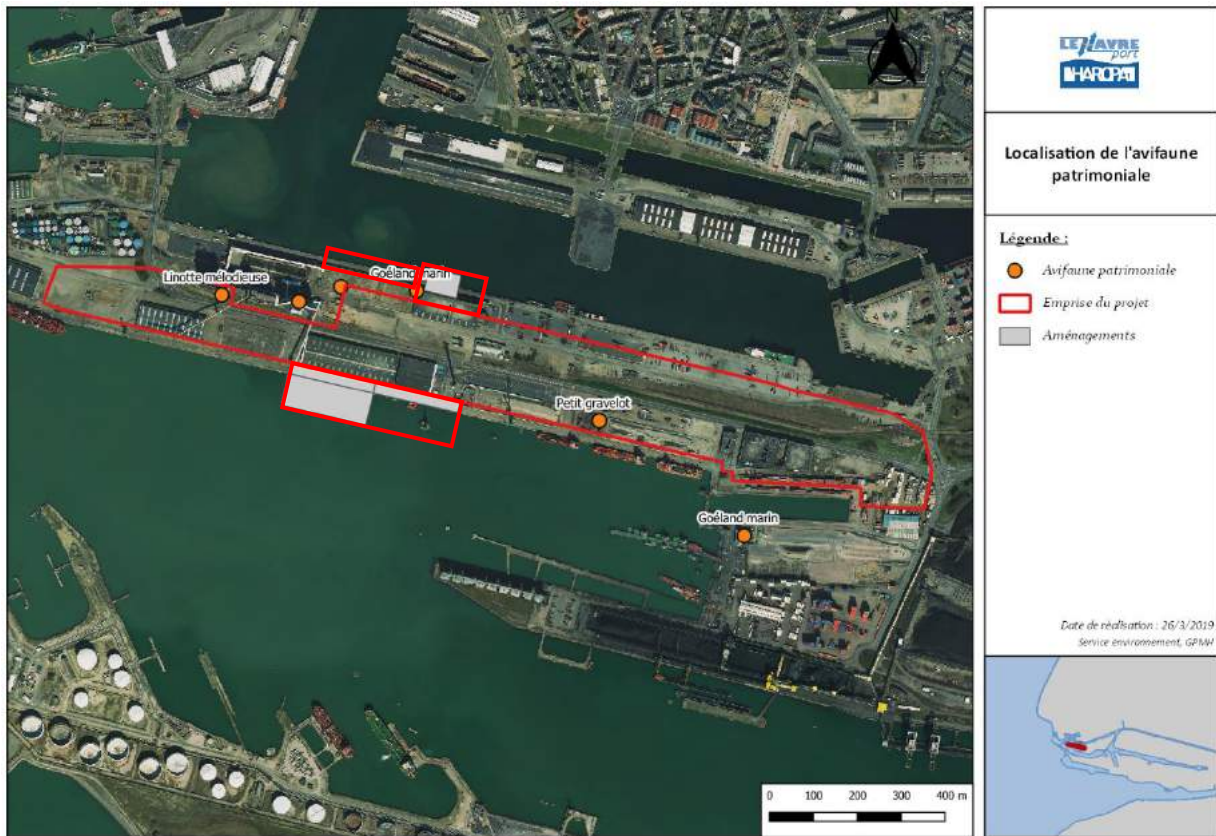 N
LE HAVRE
port
HAROPA
Localisation de l'avifaune
patrimoniale
Légende :
Avifaune patrimoniale
Emprise du projet
Aménagements
Linotte mélodieuse
Goéland marin
Petit gravelot
Goéland marin
Date de réalisation : 26/3/2019
Service environnement, GPMH
0 100 200 300 400 m